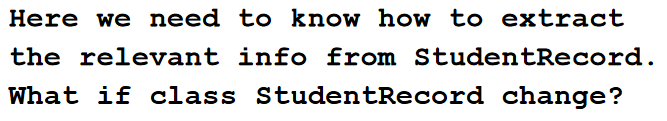 Here we need to know how to extract
the relevant info from StudentRecord.
What if class StudentRecord change?